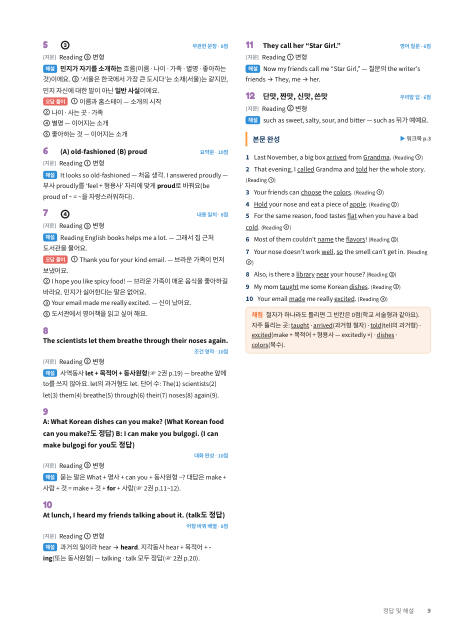 5 ③ 무관한 문장 · 8점
[지문] Reading ③ 변형
해설 민지가 자기를 소개하는 흐름(이름 · 나이 · 가족 · 별명 · 좋아하는
것)이에요. ③ '서울은 한국에서 가장 큰 도시'는 소재(서울)는 같지만,
민지 자신에 대한 말이 아닌 일반 사실이에요.
오답 풀이 ① 이름과 홈스테이 — 소개의 시작
② 나이 · 사는 곳 · 가족
④ 별명 — 이어지는 소개
⑤ 좋아하는 것 — 이어지는 소개
6 (A) old-fashioned (B) proud 요약문 · 10점
[지문] Reading ① 변형
해설 It looks so old-fashioned — 처음 생각. I answered proudly —
부사 proudly를 'feel + 형용사' 자리에 맞게 proud로 바꿔요(be
proud of ~ = ~을 자랑스러워하다).
7 ④ 내용 일치 · 8점
[지문] Reading ① 변형
해설 Reading English books helps me a lot. — 그래서 집 근처
도서관을 물어요.
오답 풀이 ① Thank you for your kind email. — 브라운 가족이 먼저
보냈어요.
② I hope you like spicy food! — 브라운 가족이 매운 음식을 좋아하길
바라요. 민지가 싫어한다는 말은 없어요.
③ Your email made me really excited. — 신이 났어요.
⑤ 도서관에서 영어책을 읽고 싶어 해요.
8
The scientists let them breathe through their noses again.
조건 영작 · 10점
[지문] Reading ② 변형
해설 사역동사 let + 목적어 + 동사원형(☞ 2권 p.19) — breathe 앞에
to를 쓰지 않아요. let의 과거형도 let. 단어 수: The(1) scientists(2)
let(3) them(4) breathe(5) through(6) their(7) noses(8) again(9).
9
A: What Korean dishes can you make? (What Korean food
can you make?도 정답) B: I can make you bulgogi. (I can
make bulgogi for you도 정답)
대화 완성 · 10점
[지문] Reading ③ 변형
해설 묻는 말은 What + 명사 + can you + 동사원형 ~? 대답은 make +
사람 + 것 = make + 것 + for + 사람(☞ 2권 p.11~12).
10
At lunch, I heard my friends talking about it. (talk도 정답)
어법 바꿔 배열 · 8점
[지문] Reading ① 변형
해설 과거의 일이라 hear → heard. 지각동사 hear + 목적어 + -
ing(또는 동사원형) — talking · talk 모두 정답(☞ 2권 p.20).
11 They call her "Star Girl." 영어 질문 · 8점
[지문] Reading ① 변형
해설 Now my friends call me "Star Girl," — 질문의 the writer's
friends → They, me → her.
12 단맛, 짠맛, 신맛, 쓴맛 우리말 답 · 6점
[지문] Reading ② 변형
해설 such as sweet, salty, sour, and bitter — such as 뒤가 예예요.
본문 완성 ▶ 워크북 p.3
1 Last November, a big box arrived from Grandma. (Reading ①)
2 That evening, I called Grandma and told her the whole story.
(Reading ①)
3 Your friends can choose the colors. (Reading ①)
4 Hold your nose and eat a piece of apple. (Reading ②)
5 For the same reason, food tastes flat when you have a bad
cold. (Reading ②)
6 Most of them couldn't name the flavors! (Reading ②)
7 Your nose doesn't work well, so the smell can't get in. (Reading
②)
8 Also, is there a library near your house? (Reading ③)
9 My mom taught me some Korean dishes. (Reading ③)
10 Your email made me really excited. (Reading ③)
채점 철자가 하나라도 틀리면 그 빈칸은 0점(학교 서술형과 같아요).
자주 틀리는 곳: taught · arrived(과거형 철자) · told(tell의 과거형) ·
excited(make + 목적어 + 형용사 — excitedly ×) · dishes ·
colors(복수).
정답 및 해설 9